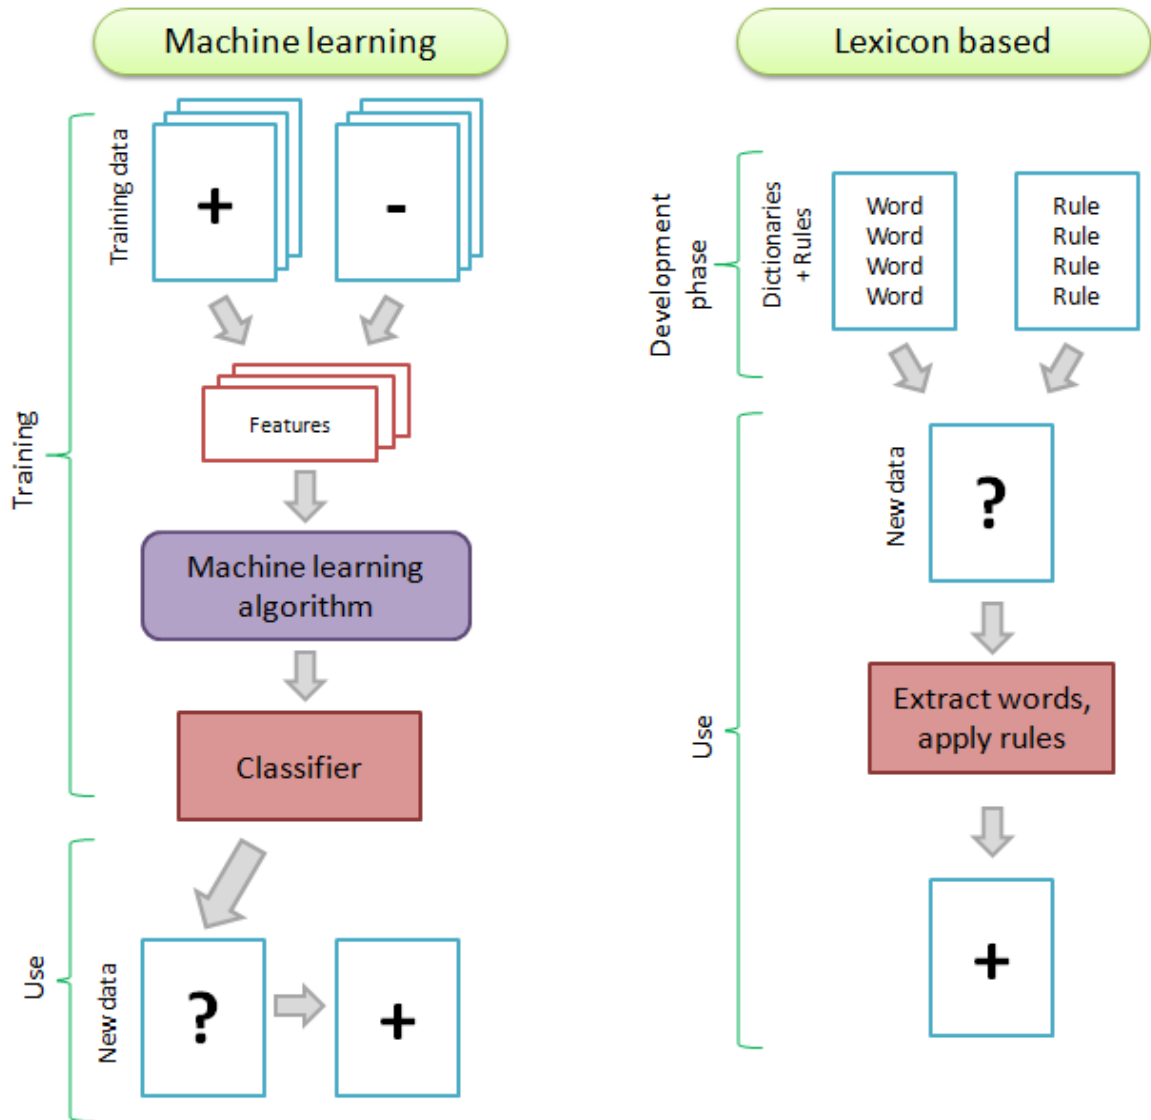 Machine learning
Training
Training data
+
-
Features
Machine learning
algorithm
Classifier
Use
New data
?
+
Lexicon based
Development
phase
Dictionaries
+ Rules
Word
Word
Word
Word
Rule
Rule
Rule
Rule
Use
New data
?
Extract words,
apply rules
+